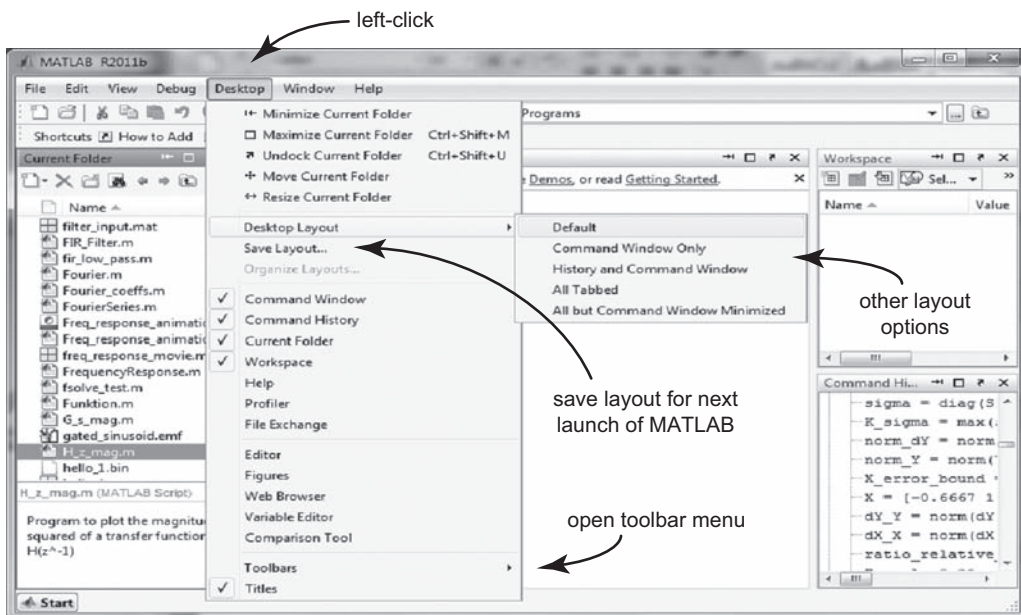 left-click
MATLAB R2011b
File Edit View Debug Desktop Window Help
Programs
Shortcuts How to Add
Current Folder
Name
filter_input.mat
FIR_Filter.m
fir_low_pass.m
Fourier.m
Fourier_coeffs.m
FourierSeries.m
Freq_response_animati
Freq_response_animati
freq_response_movie.m
FrequencyResponse.m
fsolve_test.m
Funktion.m
G_s_mag.m
gated_sinusoid.emf
H_z_mag.m
hello_1.bin
H_z_mag.m (MATLAB Script)
Program to plot the magnitu
squared of a transfer function
H(z^-1)
Start
Minimize Current Folder
Maximize Current Folder Ctrl+Shift+M
Undock Current Folder Ctrl+Shift+U
Move Current Folder
Resize Current Folder
Desktop Layout
Save Layout...
Organize Layouts...
Command Window
Command History
Current Folder
Workspace
Help
Profiler
File Exchange
Editor
Figures
Web Browser
Variable Editor
Comparison Tool
Toolbars
Titles
Demos, or read Getting Started.
Default
Command Window Only
History and Command Window
All Tabbed
All but Command Window Minimized
other layout
options
save layout for next
launch of MATLAB
open toolbar menu
Workspace
Sel...
Name Value
Command Hi...
sigma = diag(S
K_sigma = max(
norm_dY = norm
norm_Y = norm(
X_error_bound
X = [-0.6667 1
dY_Y = norm(dY
dX_X = norm(dX
ratio_relative_